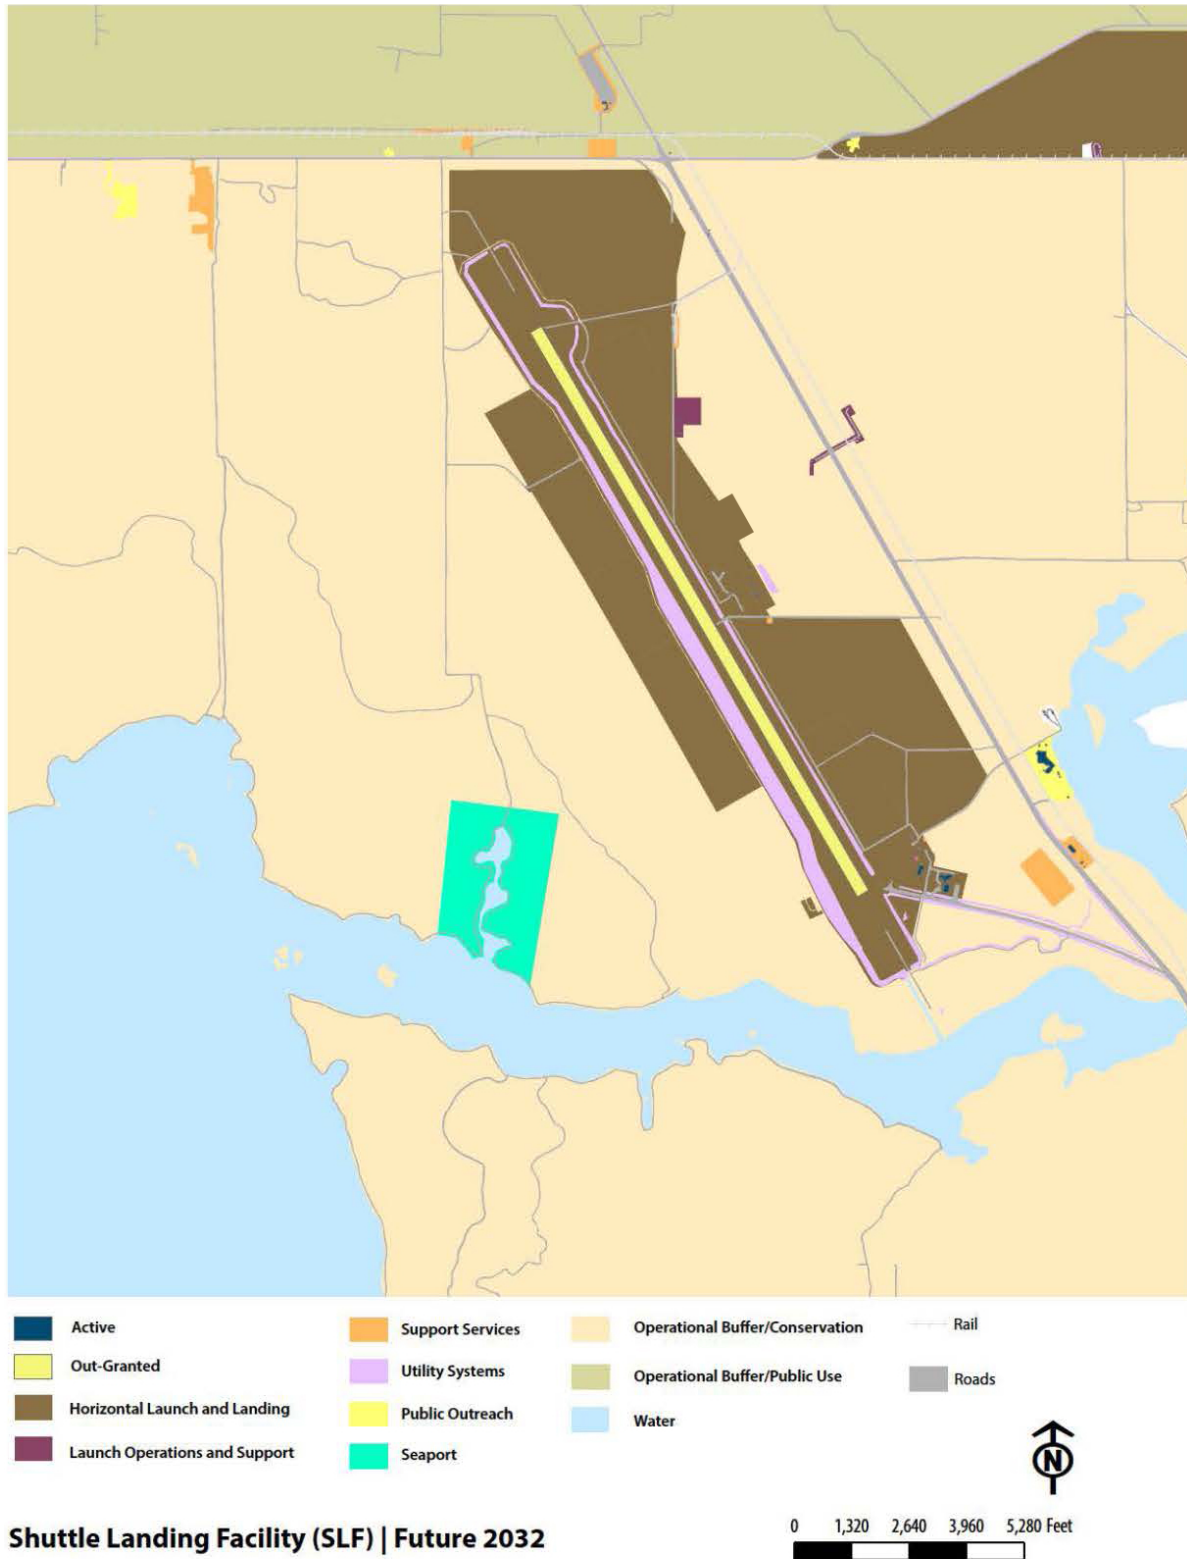 Active
Out-Granted
Horizontal Launch and Landing
Launch Operations and Support
Support Services
Utility Systems
Public Outreach
Seaport
Operational Buffer/Conservation
Operational Buffer/Public Use
Water
Rail
Roads
N
Shuttle Landing Facility (SLF) | Future 2032
0 1,320 2,640 3,960 5,280 Feet